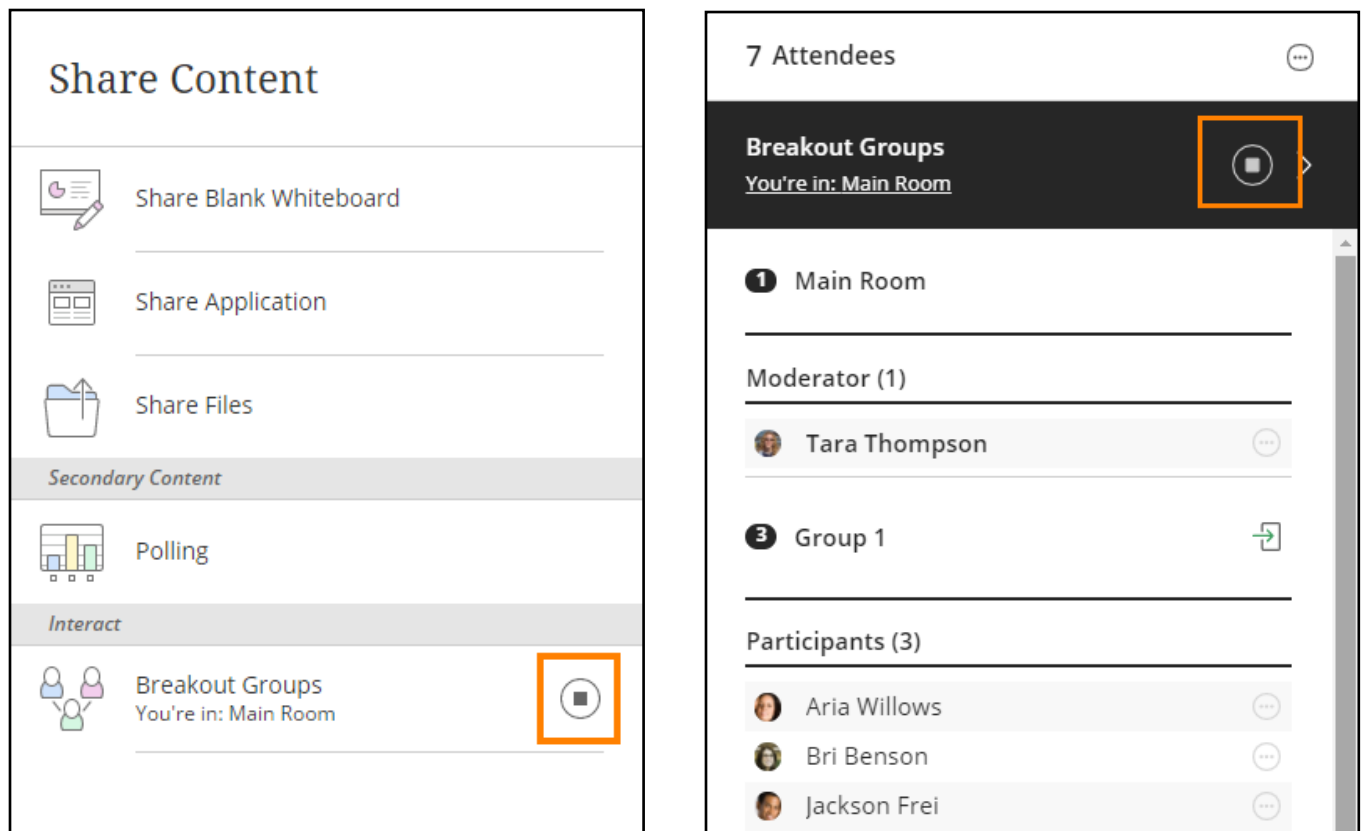 Share Content
Share Blank Whiteboard
Share Application
Share Files
Secondary Content
Polling
Interact
Breakout Groups
You're in: Main Room
7 Attendees
Breakout Groups
You're in: Main Room
1 Main Room
Moderator (1)
Tara Thompson
3 Group 1
Participants (3)
Aria Willows
Bri Benson
Jackson Frei